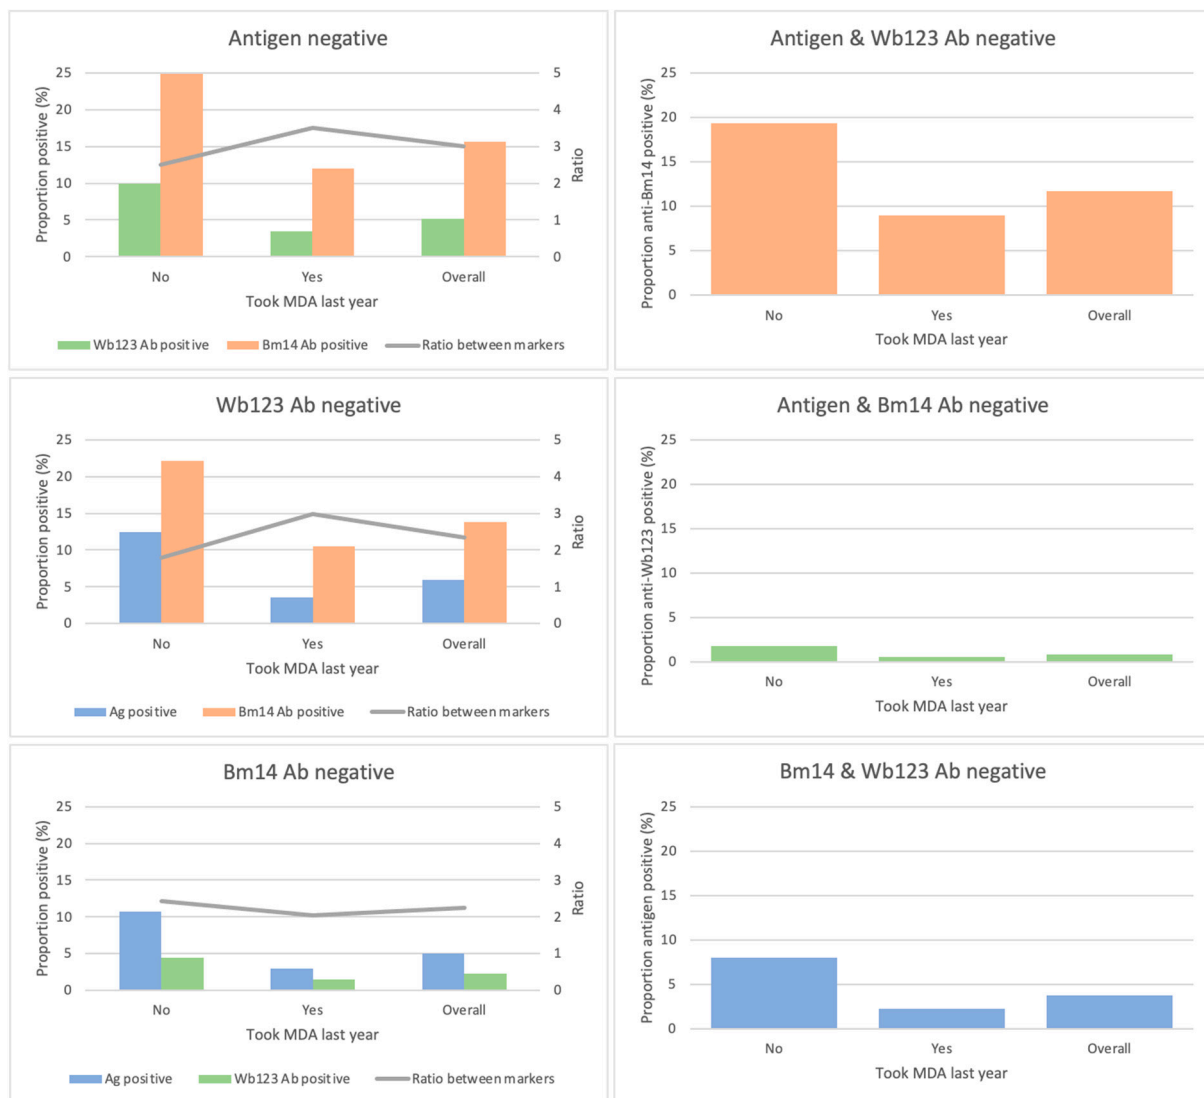 Antigen negative
Proportion positive (%)
25
20
15
10
5
0
5
4
3
2
1
0
Ratio
No Yes Overall
Took MDA last year
Wb123 Ab positive Bm14 Ab positive Ratio between markers
Antigen & Wb123 Ab negative
Proportion anti-Bm14 positive (%)
25
20
15
10
5
0
No Yes Overall
Took MDA last year
Wb123 Ab negative
Proportion positive (%)
25
20
15
10
5
0
5
4
3
2
1
0
Ratio
No Yes Overall
Took MDA last year
Ag positive Bm14 Ab positive Ratio between markers
Antigen & Bm14 Ab negative
Proportion anti-Wb123 positive (%)
25
20
15
10
5
0
No Yes Overall
Took MDA last year
Bm14 Ab negative
Proportion positive (%)
25
20
15
10
5
0
5
4
3
2
1
0
Ratio
No Yes Overall
Took MDA last year
Ag positive Wb123 Ab positive Ratio between markers
Bm14 & Wb123 Ab negative
Proportion antigen positive (%)
25
20
15
10
5
0
No Yes Overall
Took MDA last year